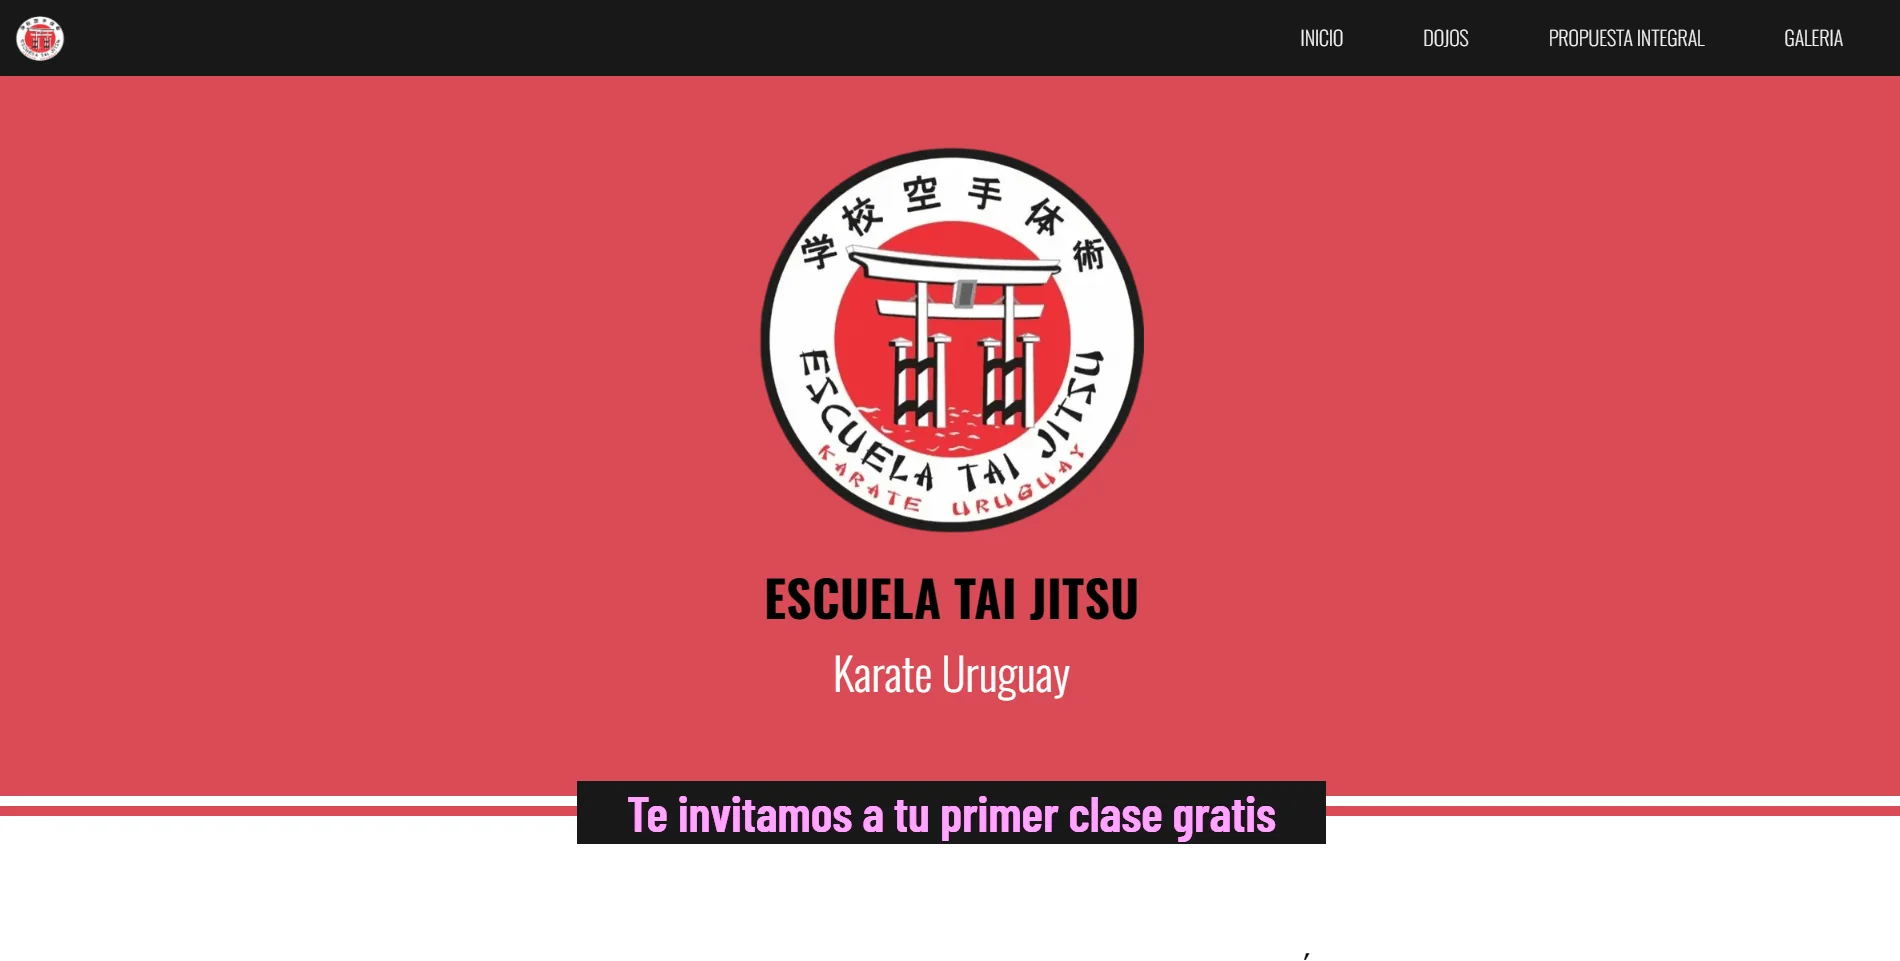 INICIO DOJOS PROPUESTA INTEGRAL GALERIA
学校空手体術
ESCUELA TAI JITSU
KARATE URUGUAY
ESCUELA TAI JITSU
Karate Uruguay
Te invitamos a tu primer clase gratis